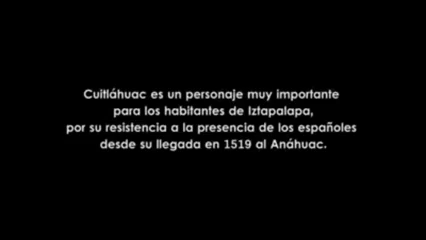 Cuitláhuac es un personaje muy importante
para los habitantes de Iztapalapa,
por su resistencia a la presencia de los españoles
desde su llegada en 1519 al Anáhuac.